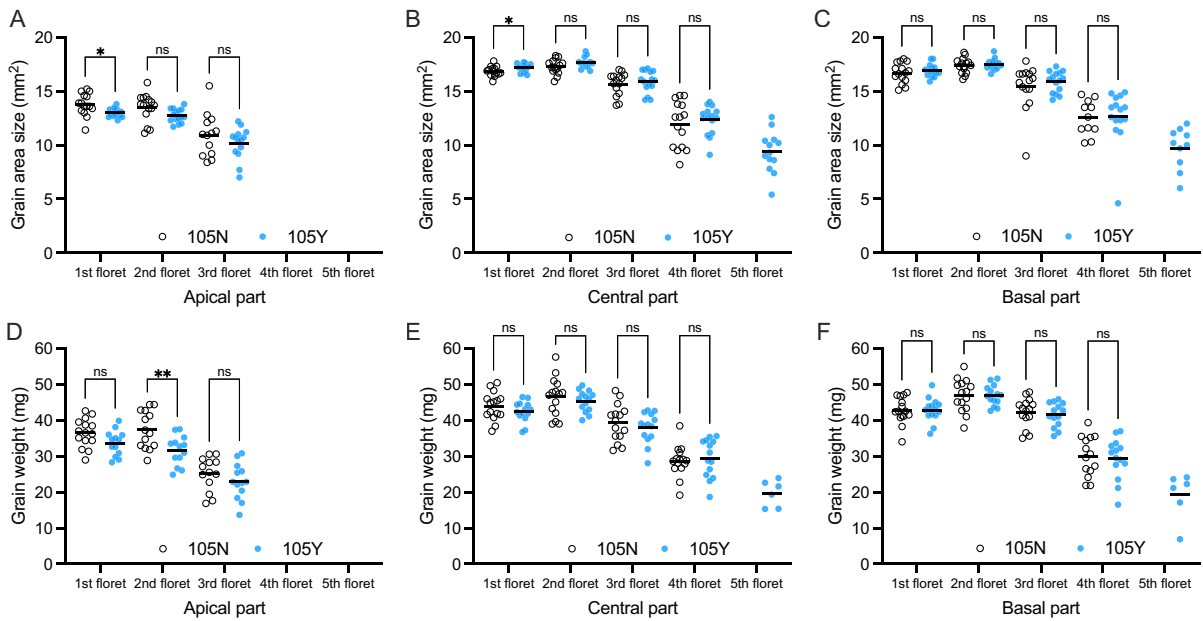 A
Grain area size (mm²)
20
15
10
5
0
*
ns
ns
105N
105Y
1st floret
2nd floret
3rd floret
4th floret
5th floret
Apical part
B
Grain area size (mm²)
20
15
10
5
0
*
ns
ns
ns
105N
105Y
1st floret
2nd floret
3rd floret
4th floret
5th floret
Central part
C
Grain area size (mm²)
20
15
10
5
0
ns
ns
ns
ns
105N
105Y
1st floret
2nd floret
3rd floret
4th floret
5th floret
Basal part
D
Grain weight (mg)
60
50
40
30
20
10
0
ns
**
ns
105N
105Y
1st floret
2nd floret
3rd floret
4th floret
5th floret
Apical part
E
Grain weight (mg)
60
50
40
30
20
10
0
ns
ns
ns
ns
105N
105Y
1st floret
2nd floret
3rd floret
4th floret
5th floret
Central part
F
Grain weight (mg)
60
50
40
30
20
10
0
ns
ns
ns
ns
105N
105Y
1st floret
2nd floret
3rd floret
4th floret
5th floret
Basal part